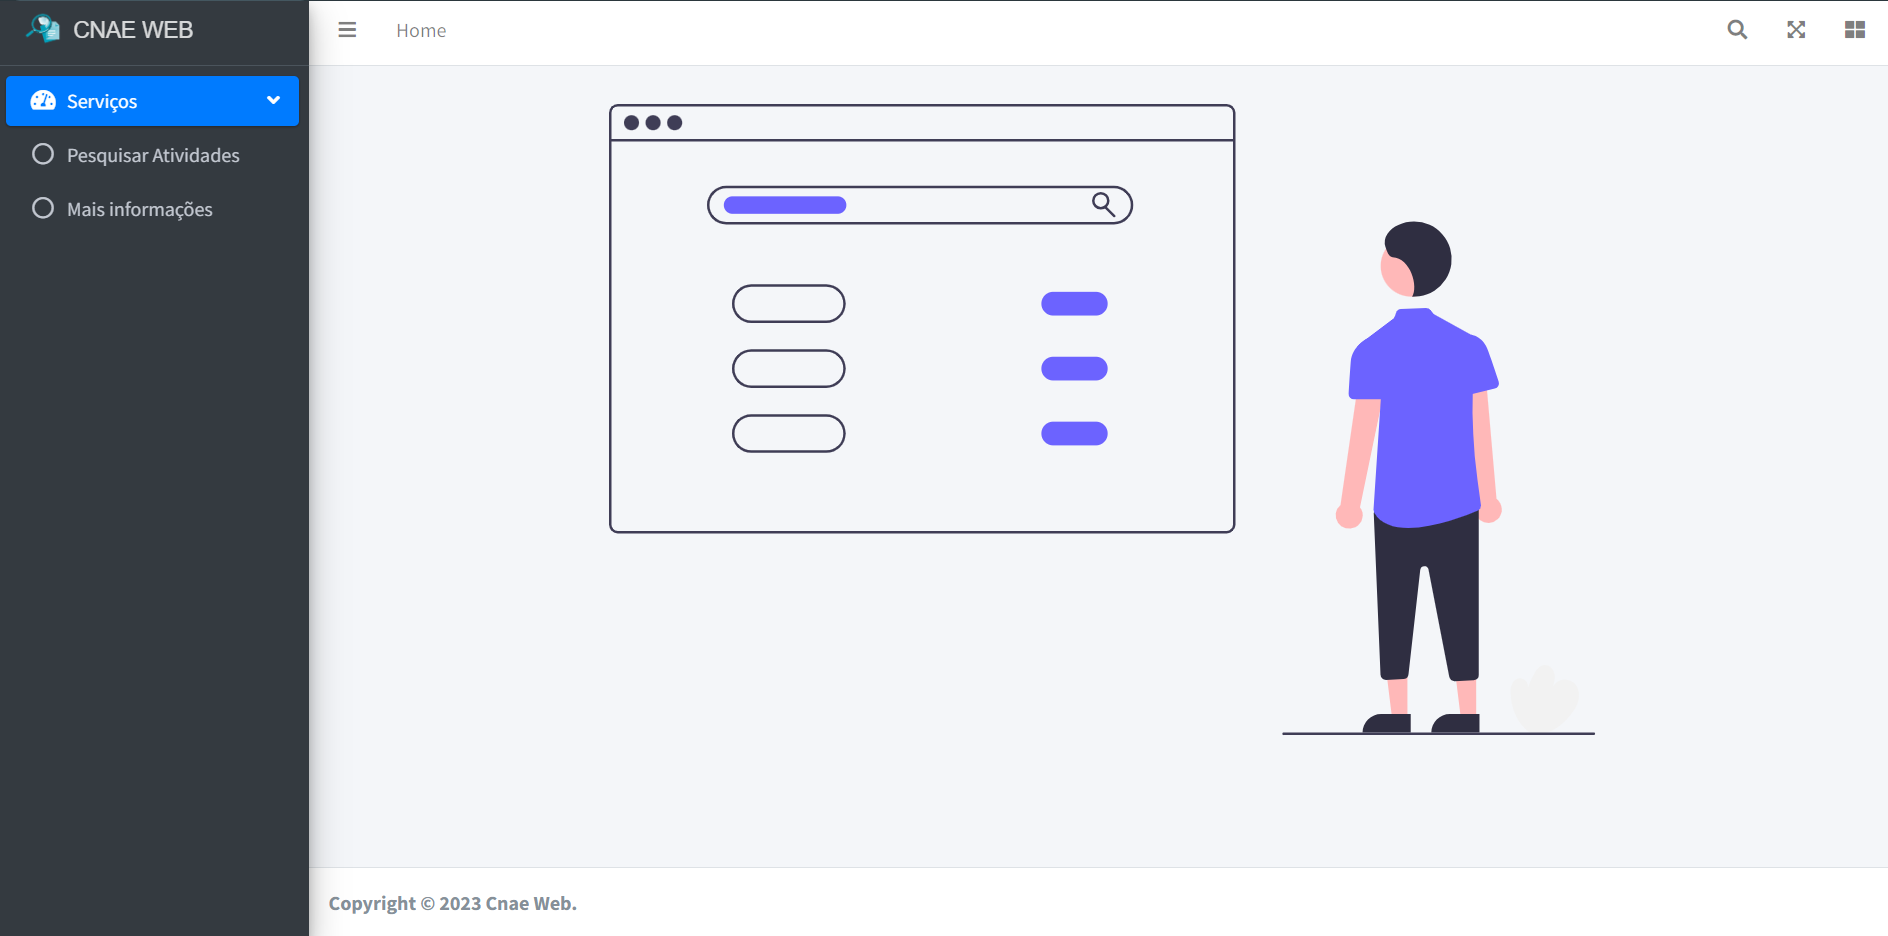 CNAE WEB
Home
Serviços
Pesquisar Atividades
Mais informações
Copyright © 2023 Cnae Web.